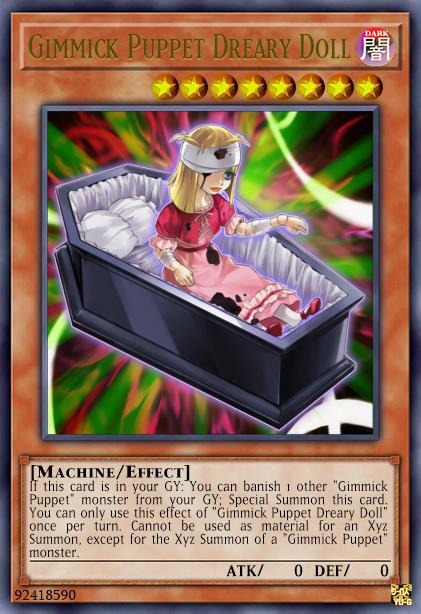 Gimmick Puppet Dreary Doll
DARK
闇
[Machine/Effect]
If this card is in your GY: You can banish 1 other "Gimmick
Puppet" monster from your GY; Special Summon this card.
You can only use this effect of "Gimmick Puppet Dreary Doll"
once per turn. Cannot be used as material for an Xyz
Summon, except for the Xyz Summon of a "Gimmick Puppet"
monster.
ATK/ 0 DEF/ 0
92418590